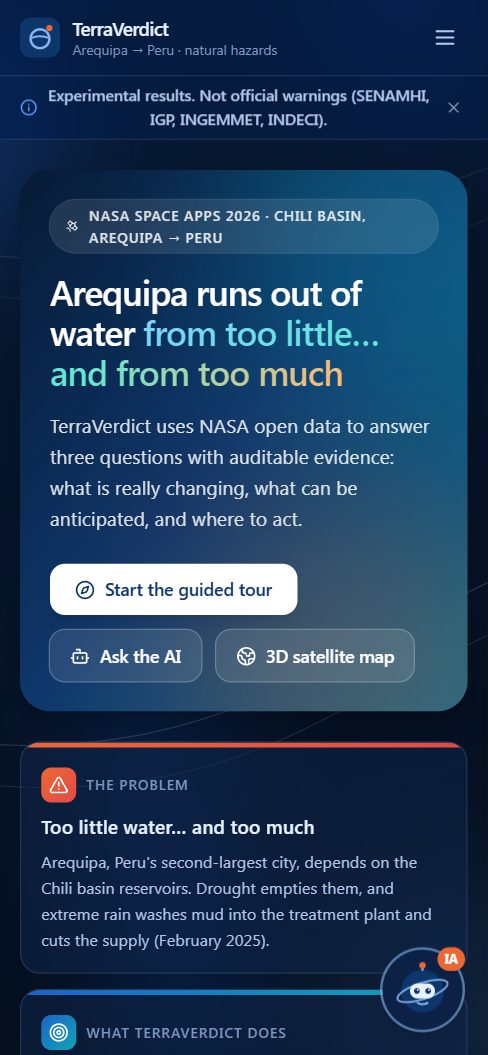 TerraVerdict
Arequipa → Peru · natural hazards
Experimental results. Not official warnings (SENAMHI,
IGP, INGEMMET, INDECI).
NASA SPACE APPS 2026 · CHILI BASIN,
AREQUIPA → PERU
Arequipa runs out of
water from too little…
and from too much
TerraVerdict uses NASA open data to answer
three questions with auditable evidence:
what is really changing, what can be
anticipated, and where to act.
Start the guided tour
Ask the AI
3D satellite map
THE PROBLEM
Too little water… and too much
Arequipa, Peru's second-largest city, depends on the
Chili basin reservoirs. Drought empties them, and
extreme rain washes mud into the treatment plant and
cuts the supply (February 2025).
IA
WHAT TERRAVERDICT DOES